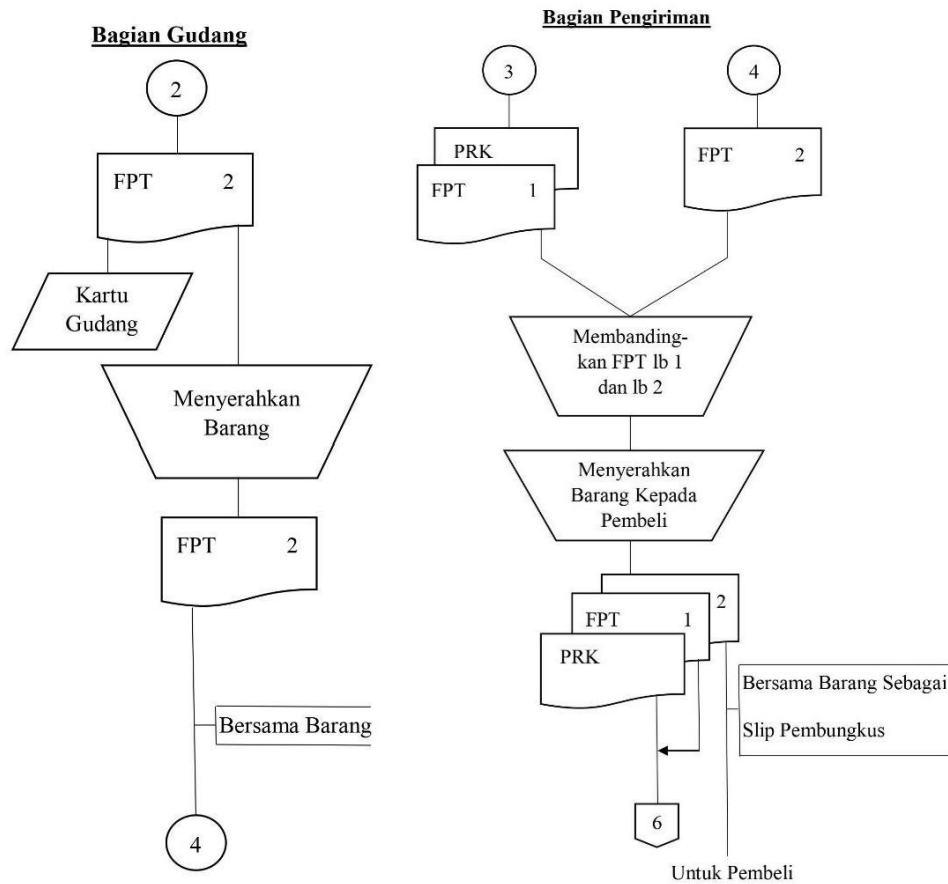 Bagian Gudang
2
FPT 2
Kartu
Gudang
Menyerahkan
Barang
FPT 2
Bersama Barang
4
Bagian Pengiriman
3
4
PRK
FPT 1
FPT 2
Membanding-
kan FPT lb 1
dan lb 2
Menyerahkan
Barang Kepada
Pembeli
2
FPT 1
PRK
Bersama Barang Sebagai
Slip Pembungkus
6
Untuk Pembeli